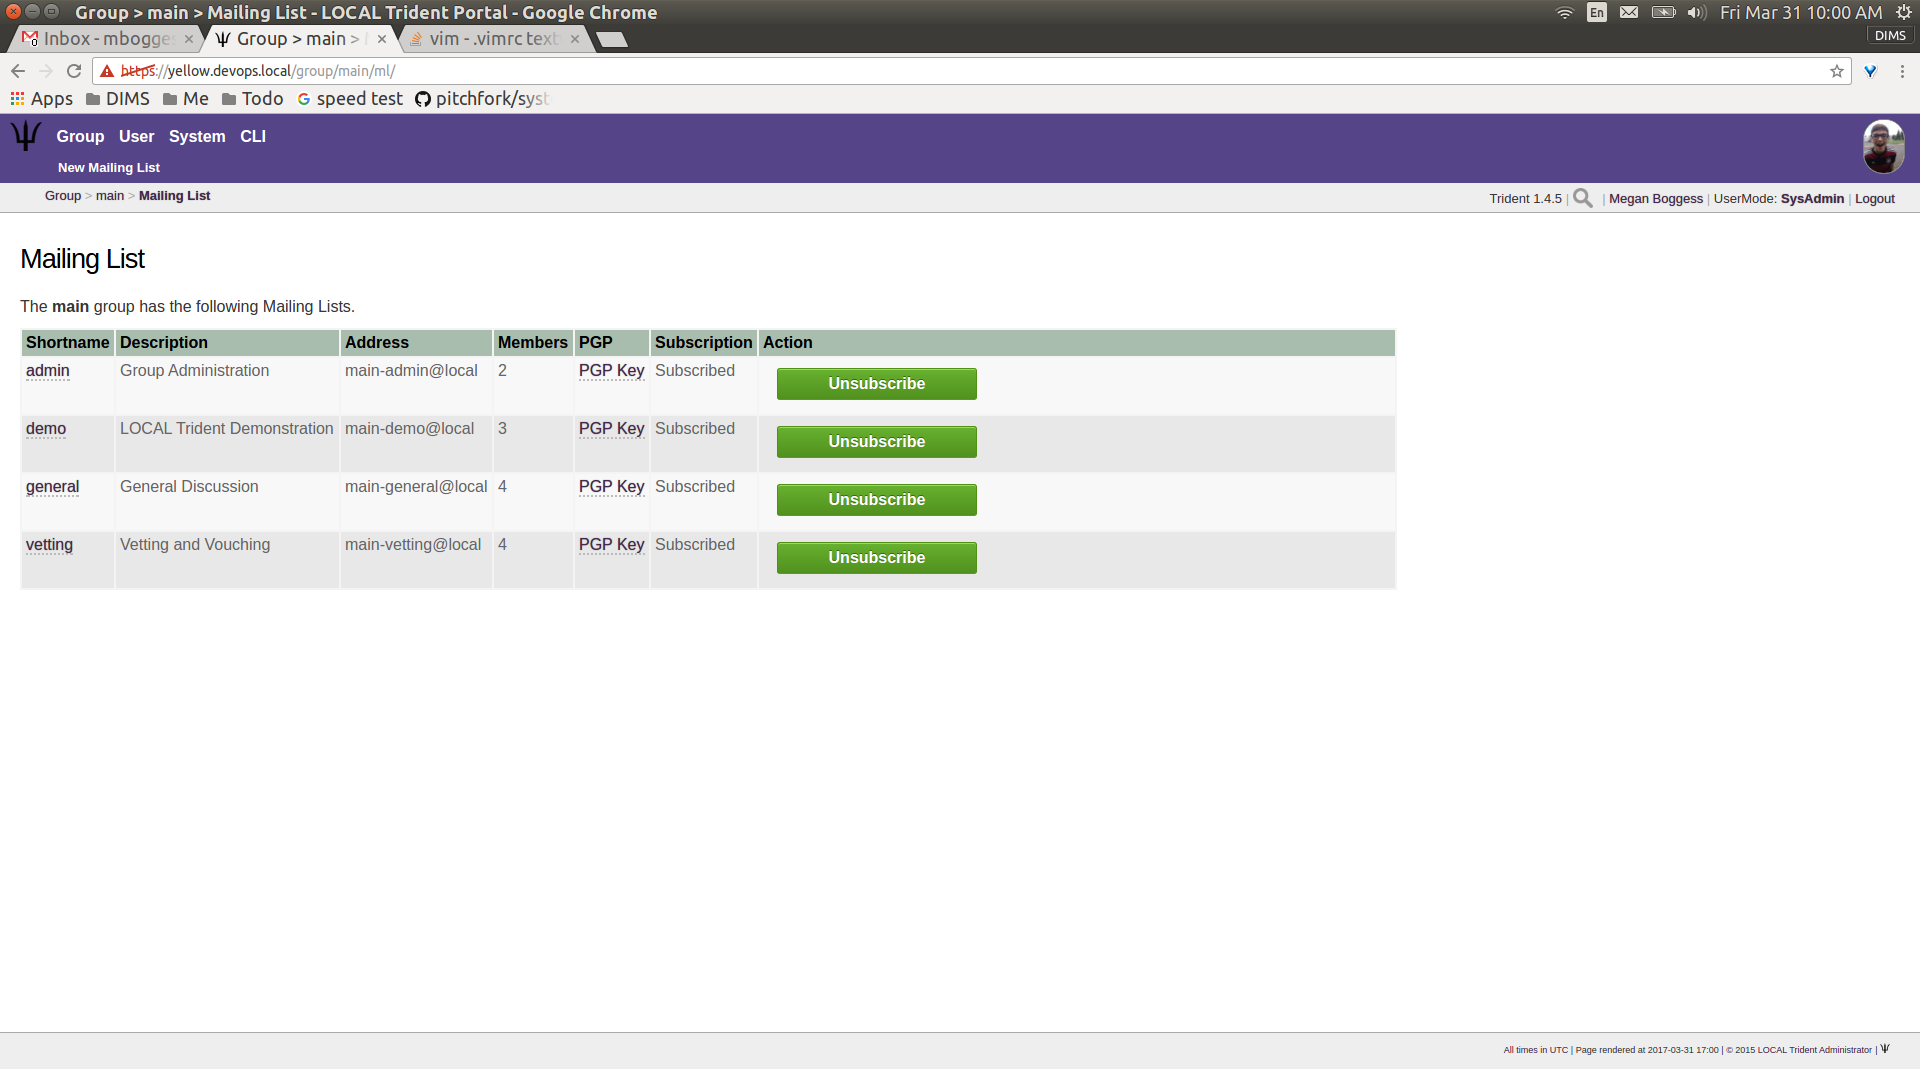 Group > main > Mailing List - LOCAL Trident Portal - Google Chrome
En
Fri Mar 31 10:00 AM
Inbox - mbogges
Group > main >
vim - .vimrc text
DIMS
https://yellow.devops.local/group/main/ml/
Apps DIMS Me Todo speed test pitchfork/syst
Group User System CLI
New Mailing List
Group > main > Mailing List
Trident 1.4.5 | | Megan Boggess | UserMode: SysAdmin | Logout
Mailing List
The main group has the following Mailing Lists.
Shortname Description Address Members PGP Subscription Action
admin Group Administration main-admin@local 2 PGP Key Subscribed Unsubscribe
demo LOCAL Trident Demonstration main-demo@local 3 PGP Key Subscribed Unsubscribe
general General Discussion main-general@local 4 PGP Key Subscribed Unsubscribe
vetting Vetting and Vouching main-vetting@local 4 PGP Key Subscribed Unsubscribe
All times in UTC | Page rendered at 2017-03-31 17:00 | © 2015 LOCAL Trident Administrator |